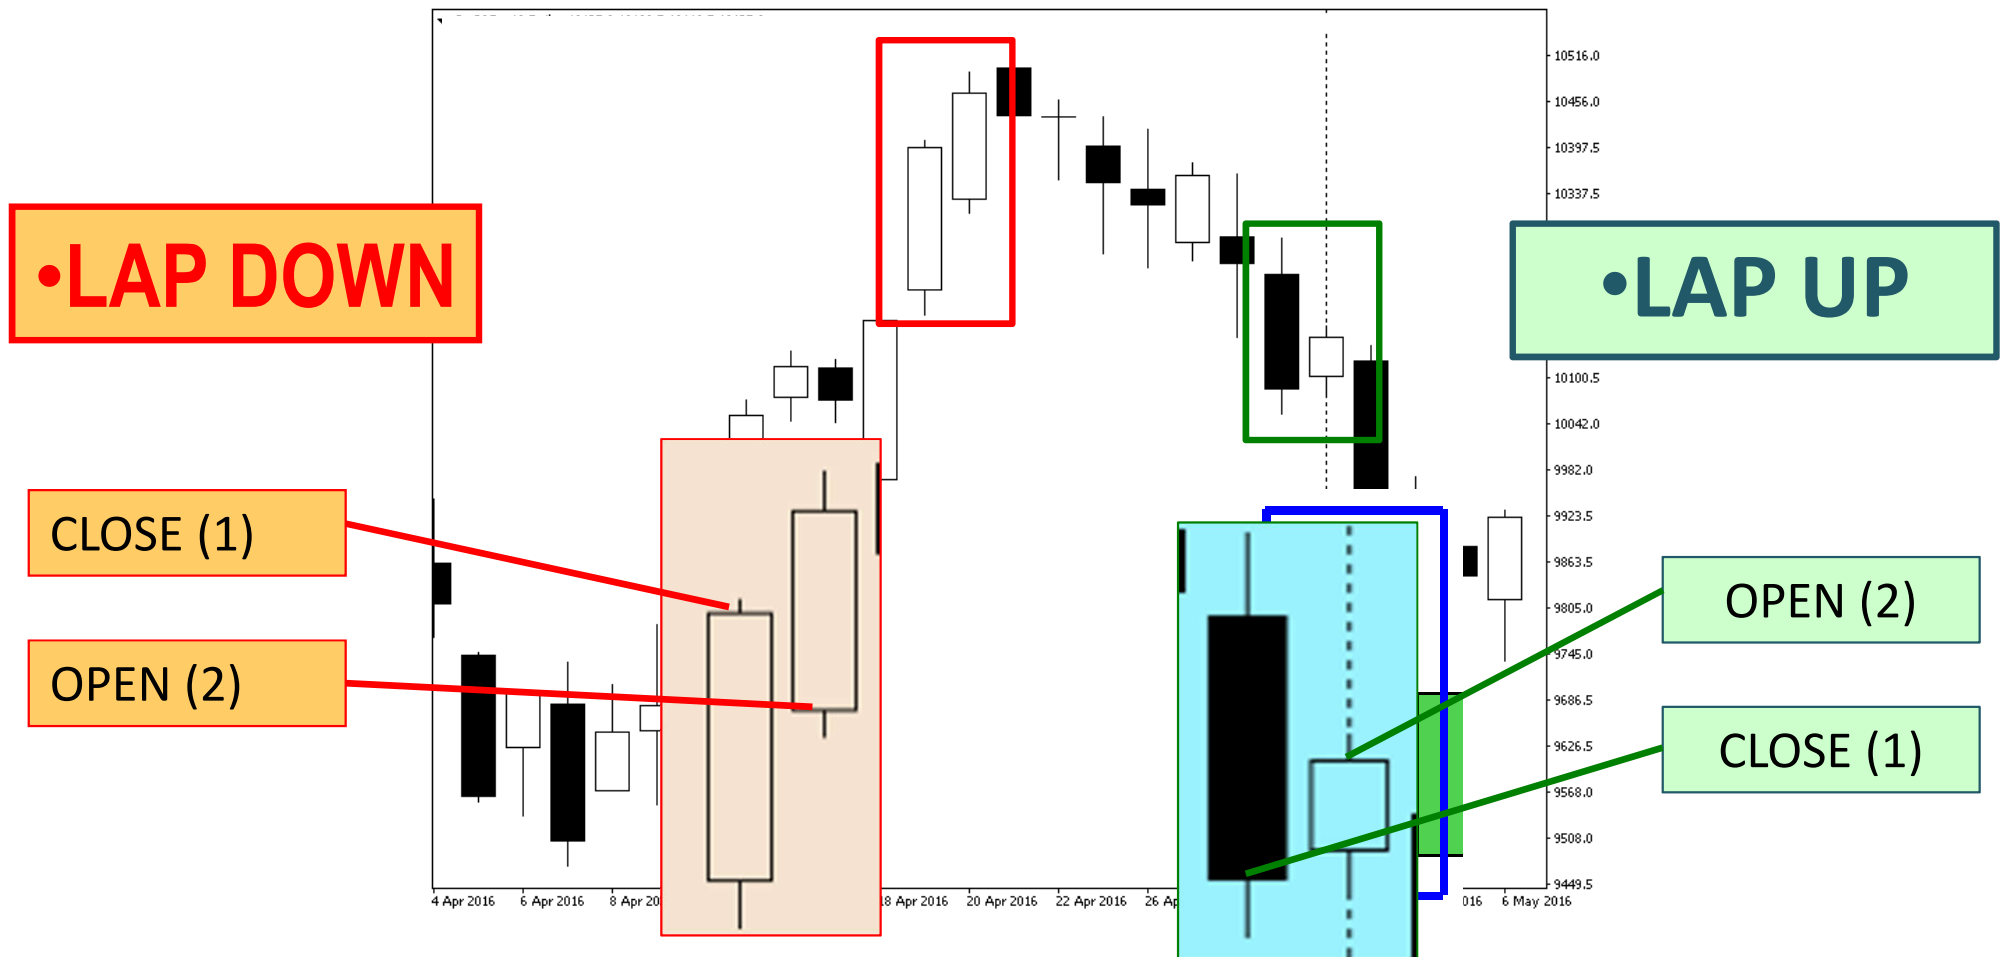 10516.0
10456.0
10397.5
10337.5
•LAP DOWN
•LAP UP
10100.5
10042.0
9982.0
CLOSE (1)
9923.5
9863.5
OPEN (2)
9805.0
OPEN (2)
9745.0
9686.5
CLOSE (1)
9626.5
9568.0
9508.0
9449.5
4 Apr 2016 6 Apr 2016 8 Apr 20 18 Apr 2016 20 Apr 2016 22 Apr 2016 26 Ap 016 6 May 2016